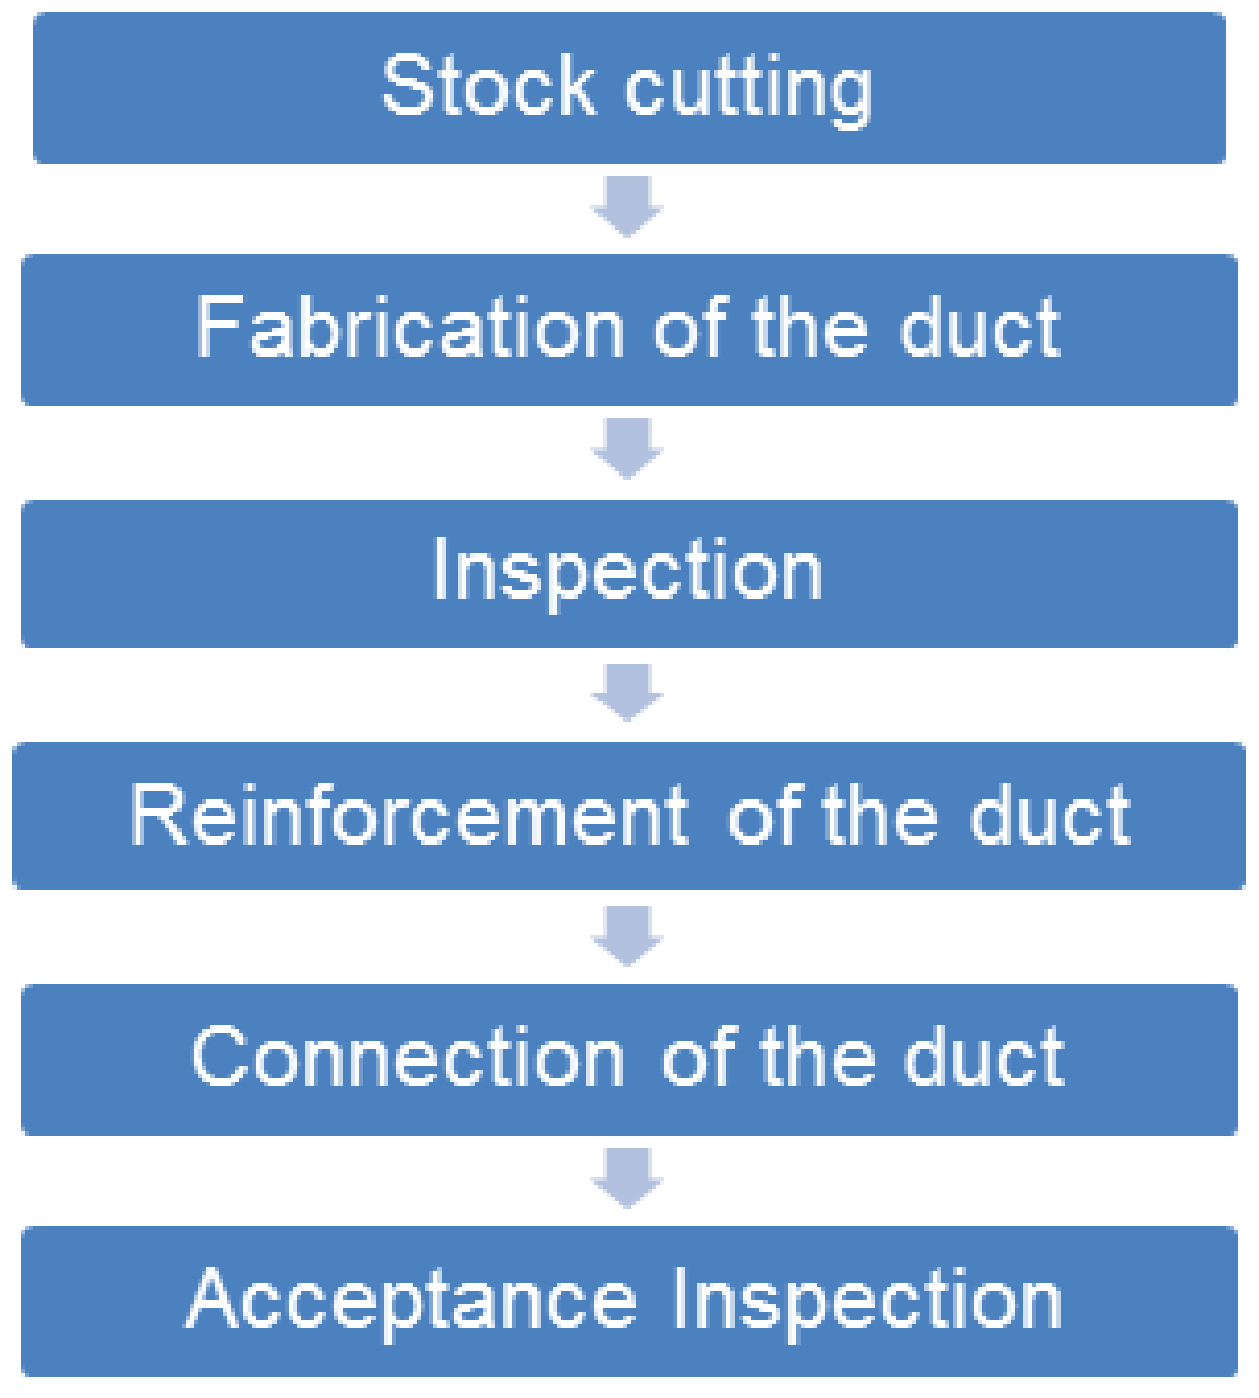 Stock cutting
Fabrication of the duct
Inspection
Reinforcement of the duct
Connection of the duct
Acceptance Inspection